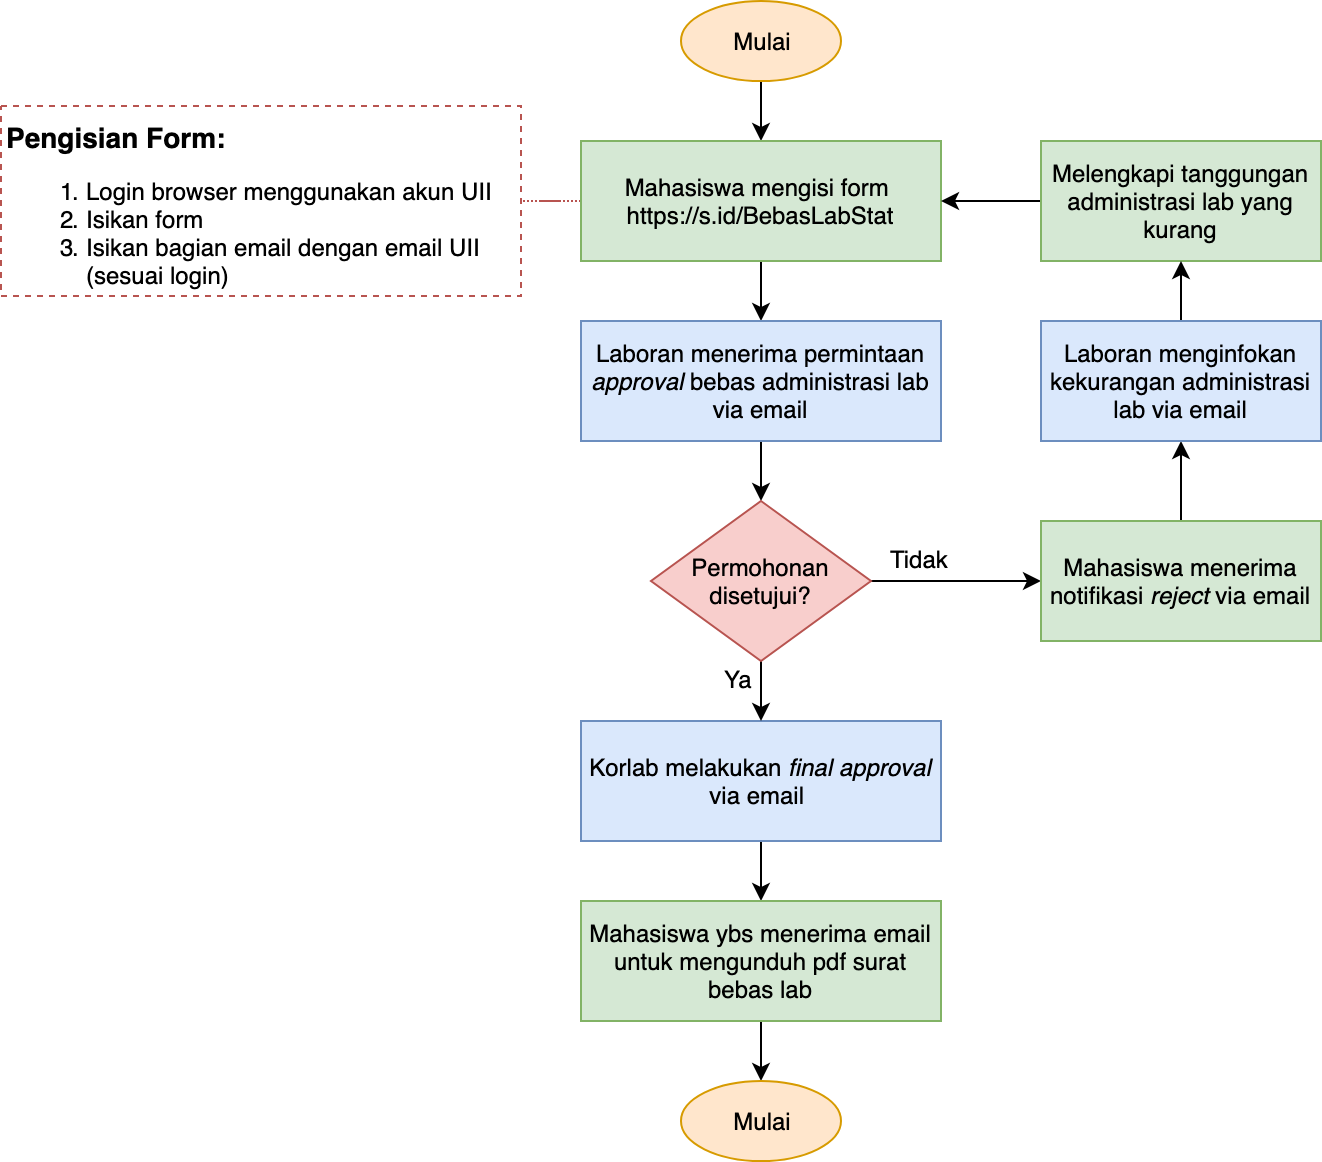 Mulai
Pengisian Form:
1. Login browser menggunakan akun UII
2. Isikan form
3. Isikan bagian email dengan email UII
(sesuai login)
Mahasiswa mengisi form
https://s.id/BebasLabStat
Melengkapi tanggungan
administrasi lab yang
kurang
Laboran menerima permintaan
approval bebas administrasi lab
via email
Laboran menginfokan
kekurangan administrasi
lab via email
Permohonan
disetujui?
Tidak
Mahasiswa menerima
notifikasi reject via email
Ya
Korlab melakukan final approval
via email
Mahasiswa ybs menerima email
untuk mengunduh pdf surat
bebas lab
Mulai